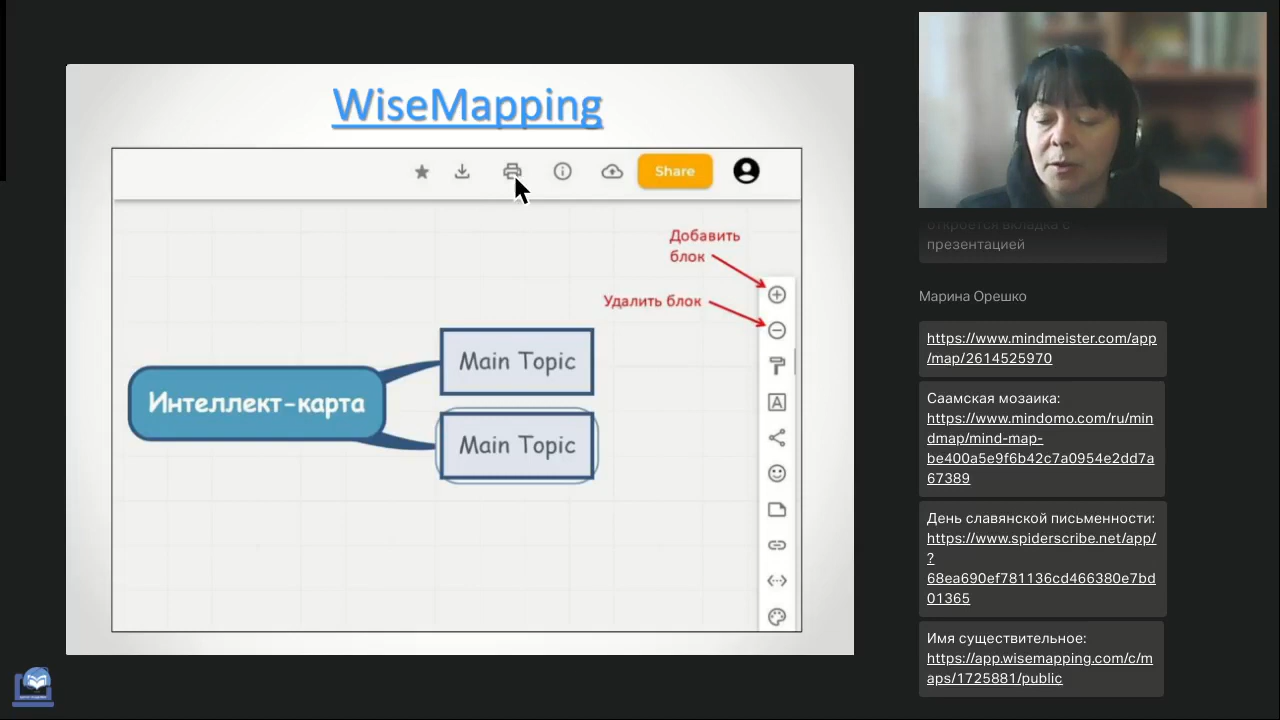 WiseMapping
Share
Добавить
блок
Удалить блок
Main Topic
Интеллект-карта
Main Topic
откроется вкладка с
презентацией
Марина Орешко
https://www.mindmeister.com/app
/map/2614525970
Саамская мозаика:
https://www.mindomo.com/ru/min
dmap/mind-map-
be400a5e9f6b42c7a0954e2dd7a
67389
День славянской письменности:
https://www.spiderscribe.net/app/
?
68ea690ef781136cd466380e7bd
01365
Имя существительное:
https://app.wisemapping.com/c/m
aps/1725881/public